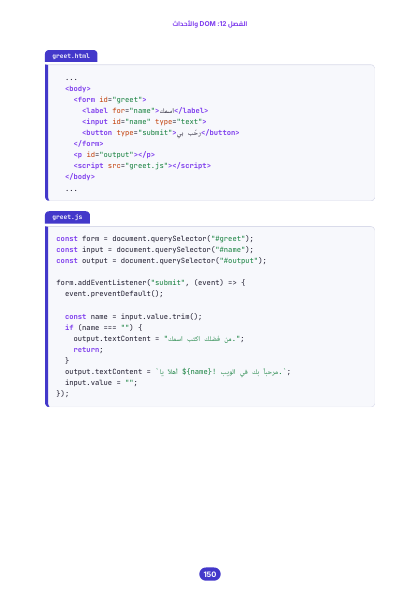 الفصل 12: DOM والأحداث
greet.html
...
<body>
  <form id="greet">
    <label for="name">اسمك</label>
    <input id="name" type="text">
    <button type="submit">رحّب بي</button>
  </form>
  <p id="output"></p>
  <script src="greet.js"></script>
</body>
...
greet.js
const form = document.querySelector("#greet");
const input = document.querySelector("#name");
const output = document.querySelector("#output");

form.addEventListener("submit", (event) => {
  event.preventDefault();

  const name = input.value.trim();
  if (name === "") {
    output.textContent = "من فضلك اكتب اسمك.";
    return;
  }
  output.textContent = `أهلاً يا ${name}! مرحباً بك في الويب.`;
  input.value = "";
});
150